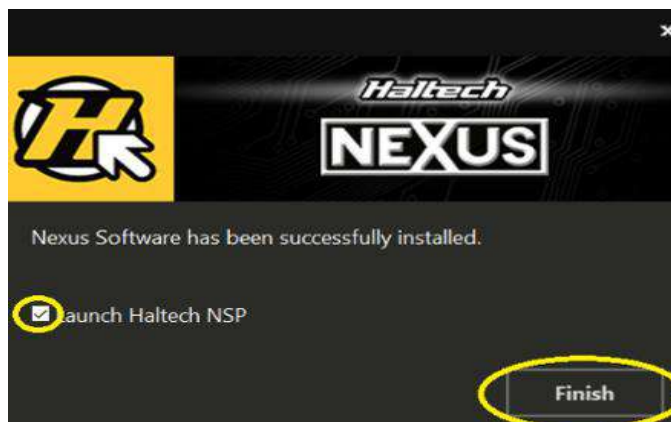 Haltech
NEXUS
Nexus Software has been successfully installed.
Launch Haltech NSP
Finish